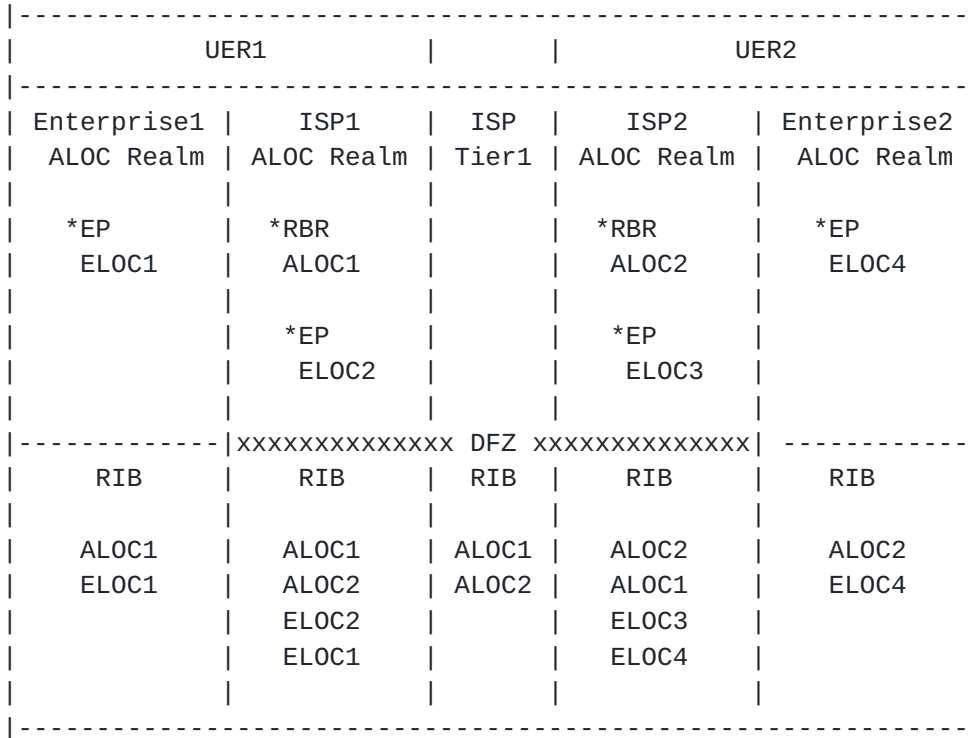 |-------------------------------------------------------------
|            UER1          |       |           UER2
|-------------------------------------------------------------
| Enterprise1 |    ISP1    |  ISP  |    ISP2    | Enterprise2
|  ALOC Realm | ALOC Realm | Tier1 | ALOC Realm |  ALOC Realm
|             |            |       |            |
|   *EP       |  *RBR      |       |  *RBR      |   *EP
|    ELOC1    |   ALOC1    |       |   ALOC2    |    ELOC4
|             |            |       |            |
|             |   *EP      |       |   *EP      |
|             |    ELOC2   |       |    ELOC3   |
|             |            |       |            |
|-------------|xxxxxxxxxxxxxx DFZ xxxxxxxxxxxxxx| ------------
|     RIB     |    RIB     |  RIB  |    RIB     |    RIB
|             |            |       |            |
|    ALOC1    |   ALOC1    | ALOC1 |   ALOC2    |    ALOC2
|    ELOC1    |   ALOC2    | ALOC2 |   ALOC1    |    ELOC4
|             |   ELOC2    |       |   ELOC3    |
|             |   ELOC1    |       |   ELOC4    |
|             |            |       |            |
|-------------------------------------------------------------